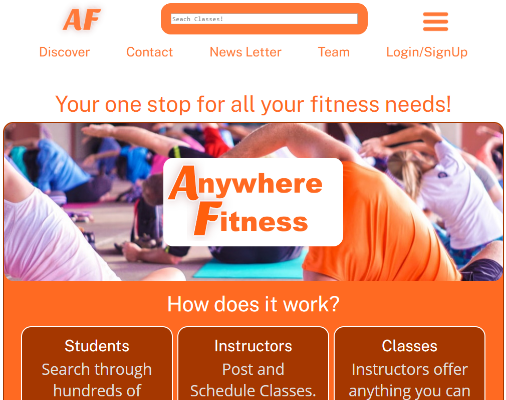 AF
Seach Classes!
Discover
Contact
News Letter
Team
Login/SignUp
Your one stop for all your fitness needs!
Anywhere
Fitness
How does it work?
Students
Search through
hundreds of
Instructors
Post and
Schedule Classes.
Classes
Instructors offer
anything you can